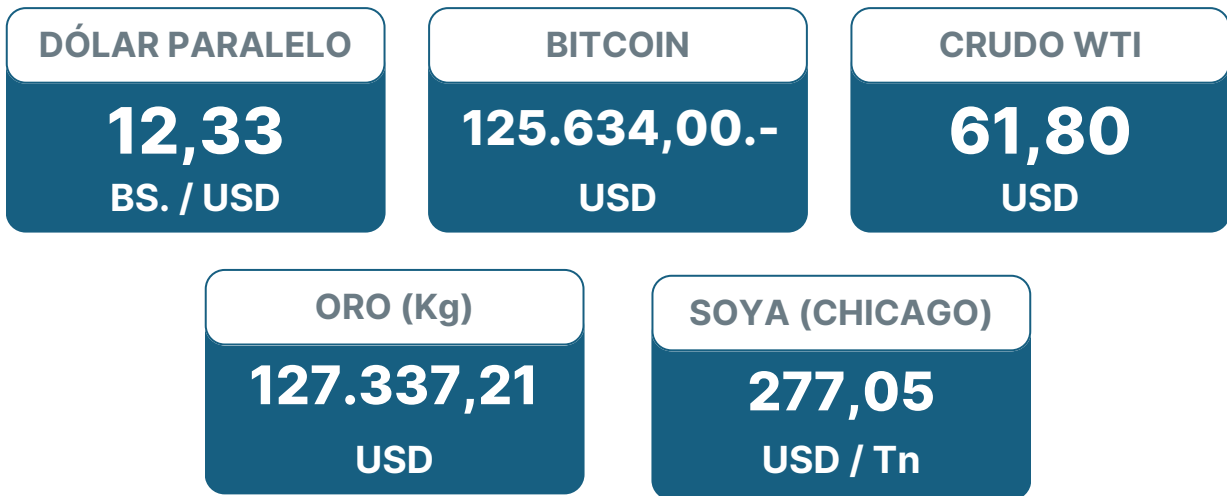 DÓLAR PARALELO
12,33
BS. / USD
BITCOIN
125.634,00.-
USD
CRUDO WTI
61,80
USD
ORO (Kg)
127.337,21
USD
SOYA (CHICAGO)
277,05
USD / Tn